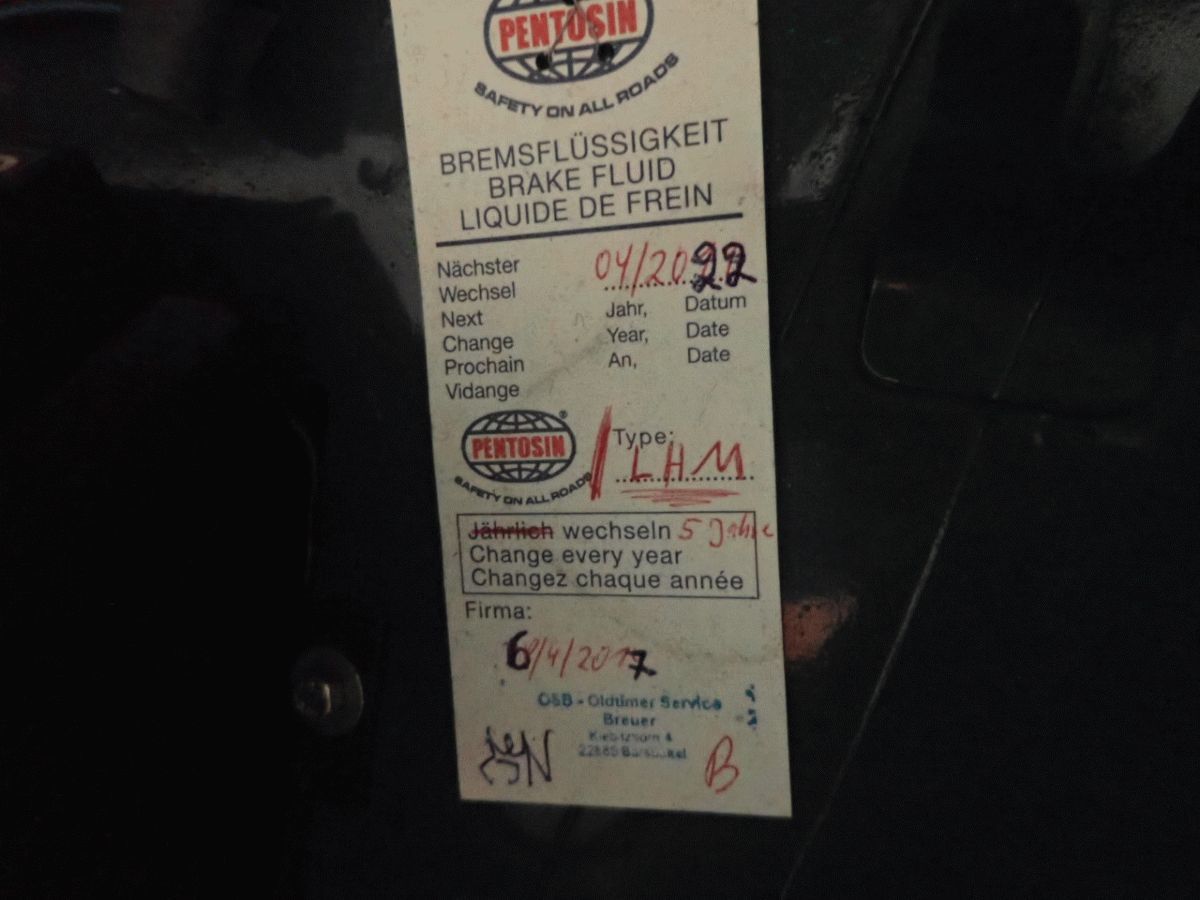 PENTOSIN
SAFETY ON ALL ROADS
BREMSFLÜSSIGKEIT
BRAKE FLUID
LIQUIDE DE FREIN
Nächster 04/2022
Wechsel
Next Jahr, Datum
Change Year, Date
Prochain An, Date
Vidange
PENTOSIN®
SAFETY ON ALL ROADS
Type:
LHM
Jährlich wechseln 5 Jahre
Change every year
Changez chaque année
Firma:
6/4/2017
OSB - Oldtimer Service
Breuer
B